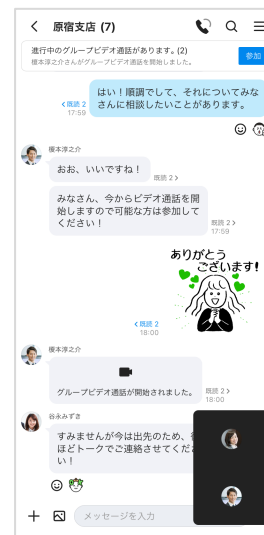 原宿支店 (7)
進行中のグループビデオ通話があります。(2)
榎本淳之介さんがグループビデオ通話を開始しました。
参加
はい！順調でして、それについてみな
さんに相談したいことがあります。
既読 2
17:59
榎本淳之介
おお、いいですね！
既読 2
みなさん、今からビデオ通話を開
始しますので可能な方は参加して
ください！
既読 2
17:59
ありがとう
ございます!
既読 2
18:00
榎本淳之介
グループビデオ通話が開始されました。
既読 2
18:00
谷永みずき
すみませんが今は出先のため、
ほどトークでご連絡させてくだ
い！
メッセージを入力